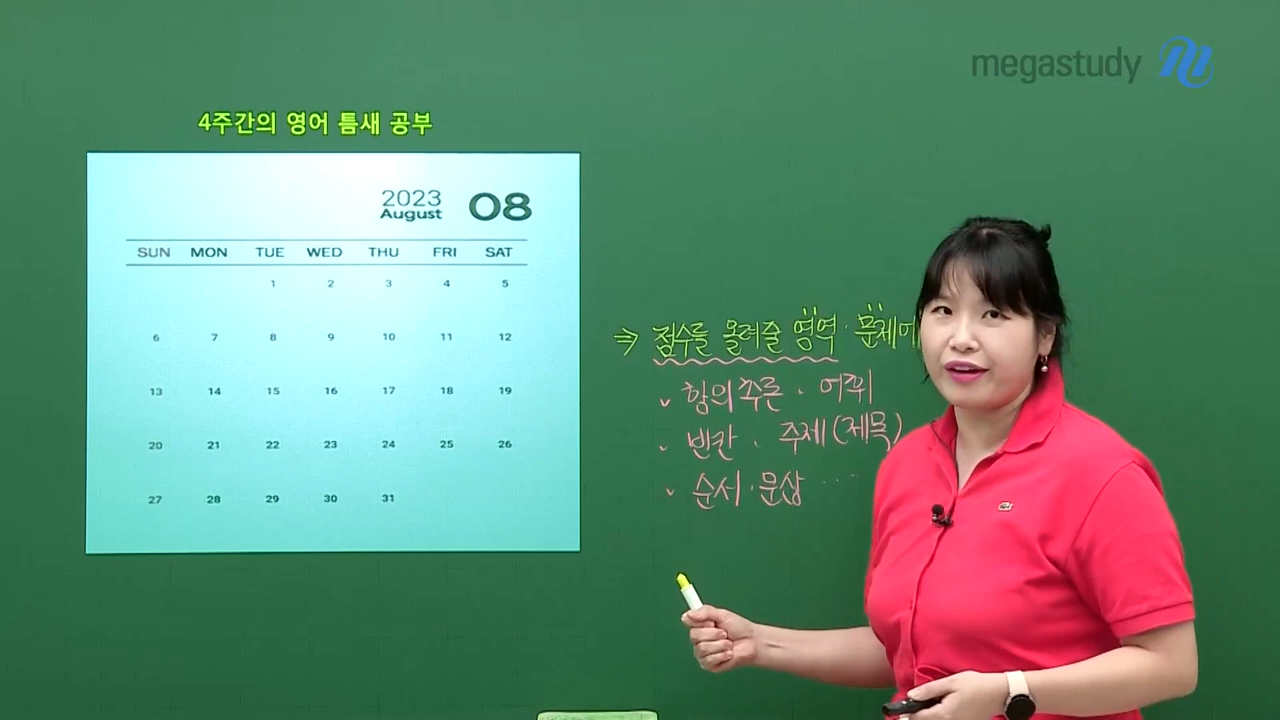 megastudy
4주간의 영어 틈새 공부
2023
August
08
SUN MON TUE WED THU FRI SAT
1 2 3 4 5
6 7 8 9 10 11 12
13 14 15 16 17 18 19
20 21 22 23 24 25 26
27 28 29 30 31
⇒ 점수를 올려줄 영역·문제에
✓ 함의추론 · 어휘
✓ 빈칸 · 주제(제목)
✓ 순서·문삽 ...